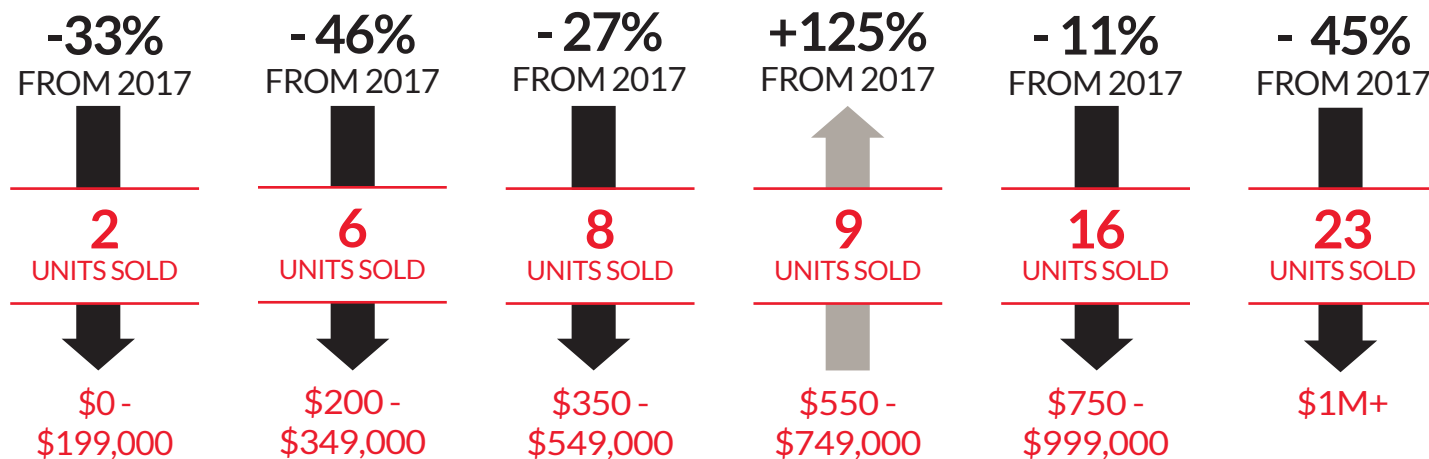 -33%
FROM 2017
2
UNITS SOLD
$0 -
$199,000
- 46%
FROM 2017
6
UNITS SOLD
$200 -
$349,000
- 27%
FROM 2017
8
UNITS SOLD
$350 -
$549,000
+125%
FROM 2017
9
UNITS SOLD
$550 -
$749,000
- 11%
FROM 2017
16
UNITS SOLD
$750 -
$999,000
- 45%
FROM 2017
23
UNITS SOLD
$1M+